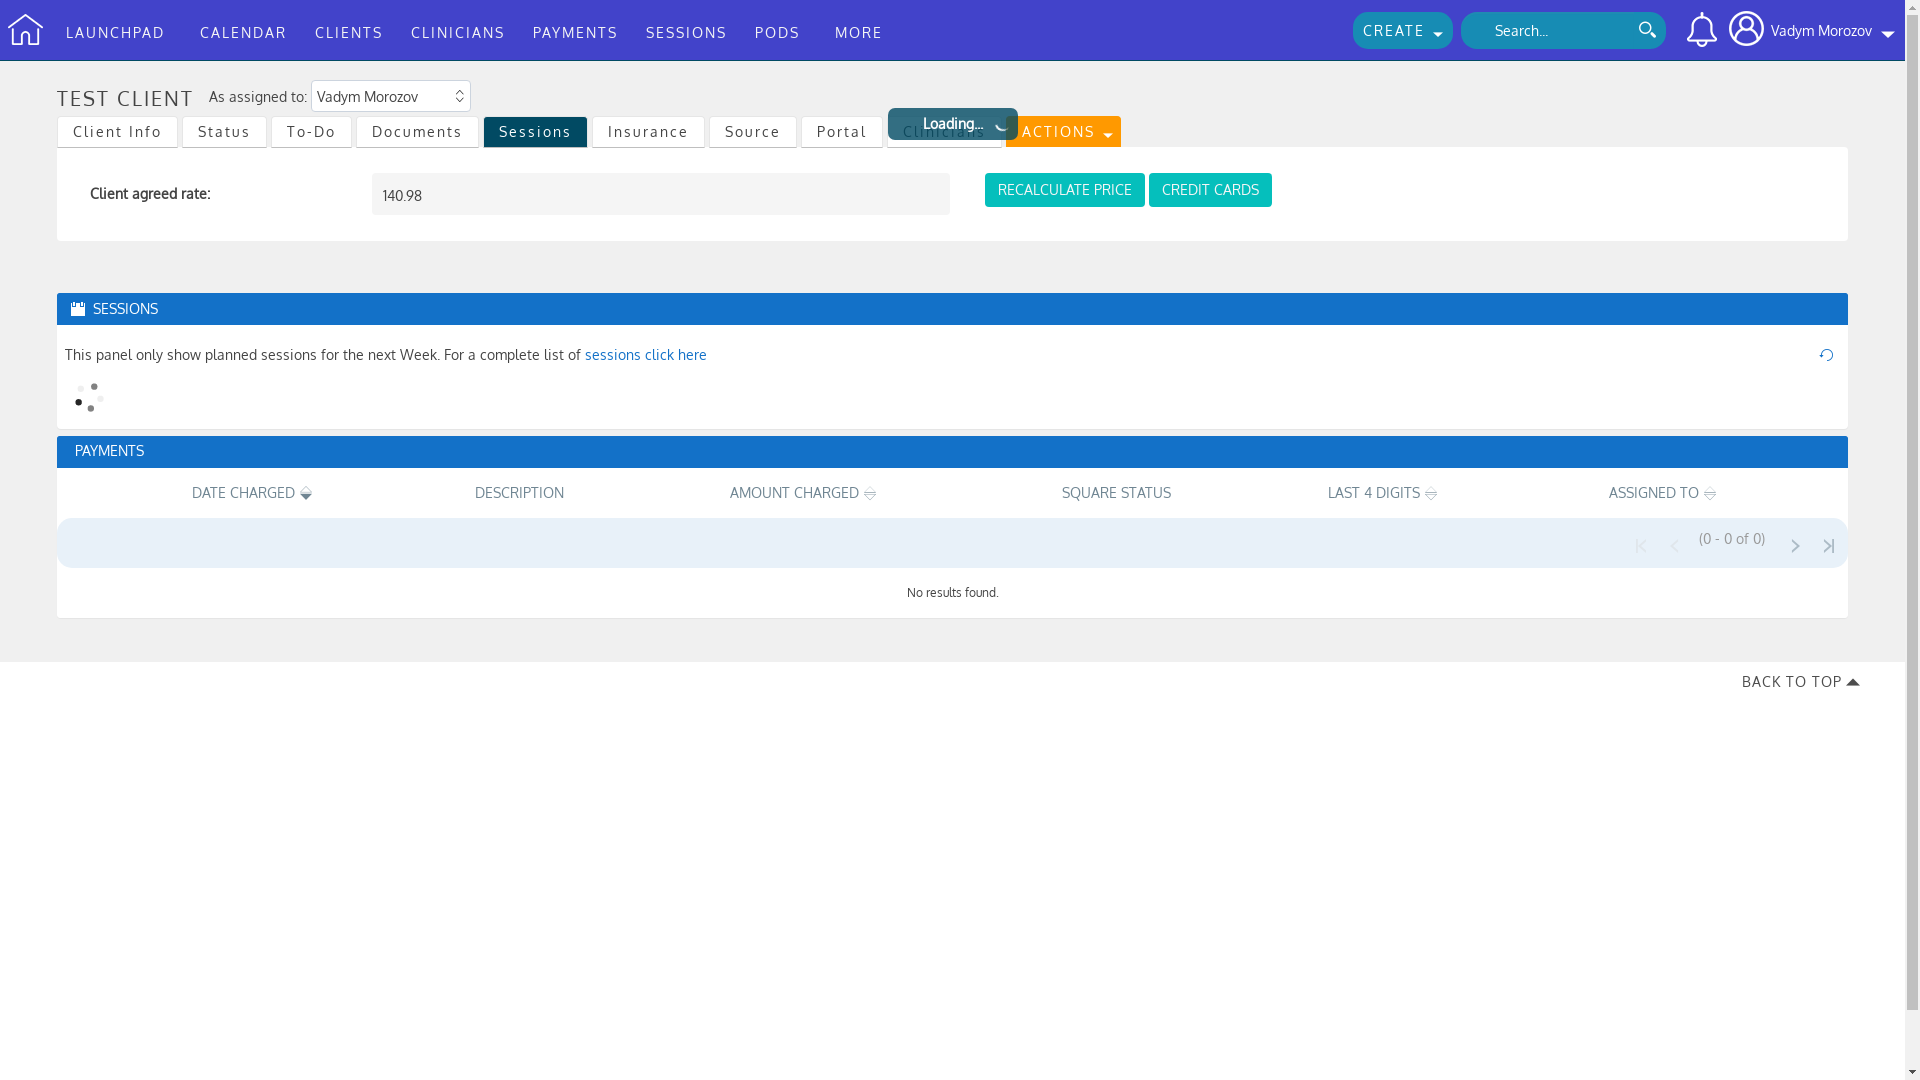 LAUNCHPAD CALENDAR CLIENTS CLINICIANS PAYMENTS SESSIONS PODS MORE CREATE Search... Vadym Morozov
TEST CLIENT As assigned to: Vadym Morozov
Loading...
Client Info Status To-Do Documents Sessions Insurance Source Portal Clinicians ACTIONS
Client agreed rate: 140.98 RECALCULATE PRICE CREDIT CARDS
SESSIONS
This panel only show planned sessions for the next Week. For a complete list of sessions click here
PAYMENTS
DATE CHARGED DESCRIPTION AMOUNT CHARGED SQUARE STATUS LAST 4 DIGITS ASSIGNED TO
(0 - 0 of 0)
No results found.
BACK TO TOP